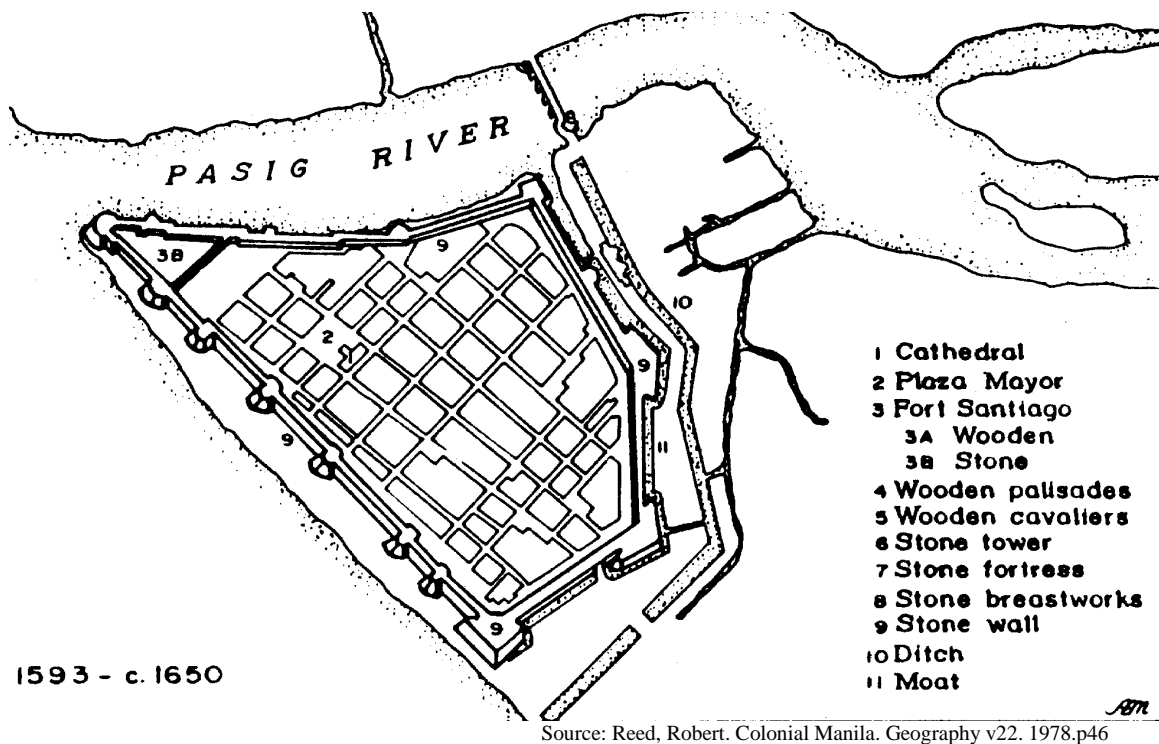 PASIG RIVER
8
3B
9
10
2
9
9
11
9
1 Cathedral
2 Plaza Mayor
3 Fort Santiago
3A Wooden
3B Stone
4 Wooden palisades
5 Wooden cavaliers
6 Stone tower
7 Stone fortress
8 Stone breastworks
9 Stone wall
10 Ditch
11 Moat
1593 - c. 1650
Source: Reed, Robert. Colonial Manila. Geography v22. 1978.p46